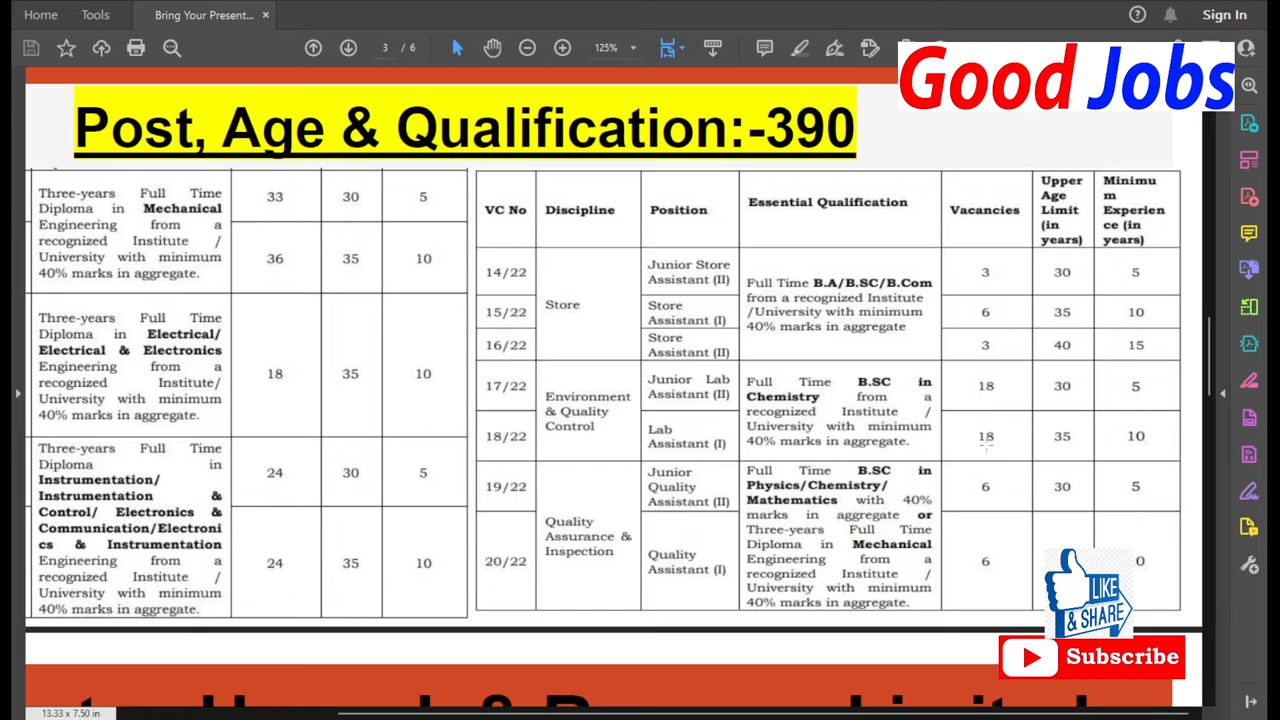 Home Tools Bring Your Present... × Sign In
3 / 6 125%
Good Jobs
Post, Age & Qualification:-390
Three-years Full Time
Diploma in Mechanical
Engineering from a
recognized Institute /
University with minimum
40% marks in aggregate.
33 30 5
36 35 10
Three-years Full Time
Diploma in Electrical/
Electrical & Electronics
Engineering from a
recognized Institute/
University with minimum
40% marks in aggregate.
18 35 10
Three-years Full Time
Diploma in
Instrumentation/
Instrumentation &
Control/ Electronics &
Communication/Electroni
cs & Instrumentation
Engineering from a
recognized Institute /
University with minimum
40% marks in aggregate.
24 30 5
24 35 10
VC No
Discipline
Position
Essential Qualification
Vacancies
Upper
Age
Limit
(in
years)
Minimu
m
Experien
ce (in
years)
14/22
Store
Junior Store
Assistant (II)
Full Time B.A/B.SC/B.Com
from a recognized Institute
/University with minimum
40% marks in aggregate
3 30 5
15/22
Store
Assistant (I)
6 35 10
16/22
Store
Assistant (II)
3 40 15
17/22
Environment
& Quality
Control
Junior Lab
Assistant (II)
Full Time B.SC in
Chemistry from a
recognized Institute /
University with minimum
40% marks in aggregate.
18 30 5
18/22
Lab
Assistant (I)
18 35 10
19/22
Quality
Assurance &
Inspection
Junior
Quality
Assistant (II)
Full Time B.SC in
Physics/Chemistry/
Mathematics with 40%
marks in aggregate or
Three-years Full Time
Diploma in Mechanical
Engineering from a
recognized Institute /
University with minimum
40% marks in aggregate.
6 30 5
20/22
Quality
Assistant (I)
6 0
LIKE
& SHARE
Subscribe
13.33 x 7.50 in